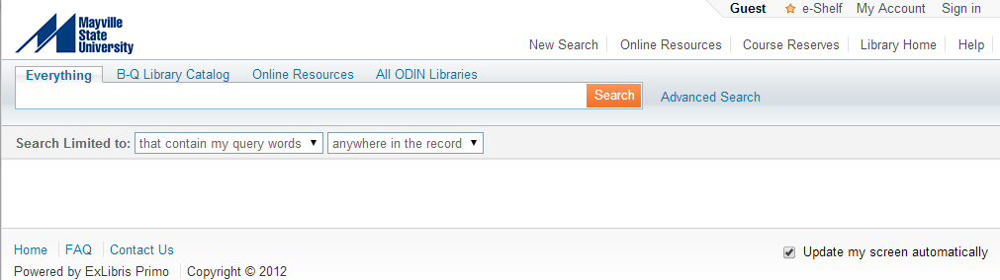 Mayville
State
University
Guest e-Shelf My Account Sign in
New Search Online Resources Course Reserves Library Home Help
Everything B-Q Library Catalog Online Resources All ODIN Libraries
Search Advanced Search
Search Limited to: that contain my query words anywhere in the record
Home FAQ Contact Us
Update my screen automatically
Powered by ExLibris Primo Copyright © 2012